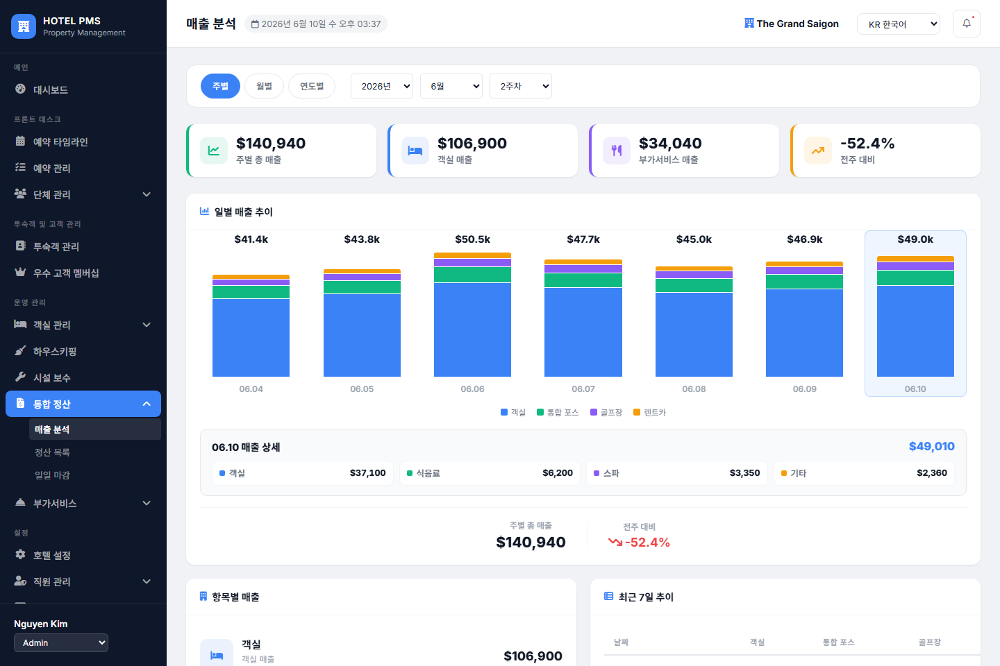 HOTEL PMS
Property Management
메인
대시보드
프론트 데스크
예약 타임라인
예약 관리
단체 관리
투숙객 및 고객 관리
투숙객 관리
우수 고객 멤버십
운영 관리
객실 관리
하우스키핑
시설 보수
통합 정산
매출 분석
정산 목록
일일 마감
부가서비스
설정
호텔 설정
직원 관리
Nguyen Kim
Admin
매출 분석
2026년 6월 10일 수 오후 03:37
The Grand Saigon
KR 한국어
주별 월별 연도별 2026년 6월 2주차
$140,940
주별 총 매출
$106,900
객실 매출
$34,040
부가서비스 매출
-52.4%
전주 대비
일별 매출 추이
$41.4k $43.8k $50.5k $47.7k $45.0k $46.9k $49.0k
06.04 06.05 06.06 06.07 06.08 06.09 06.10
객실 통합 포스 골프장 렌트카
06.10 매출 상세 $49,010
객실 $37,100 식음료 $6,200 스파 $3,350 기타 $2,360
주별 총 매출
$140,940
전주 대비
-52.4%
항목별 매출
객실
객실 매출
$106,900
최근 7일 추이
날짜 객실 통합 포스 골프장